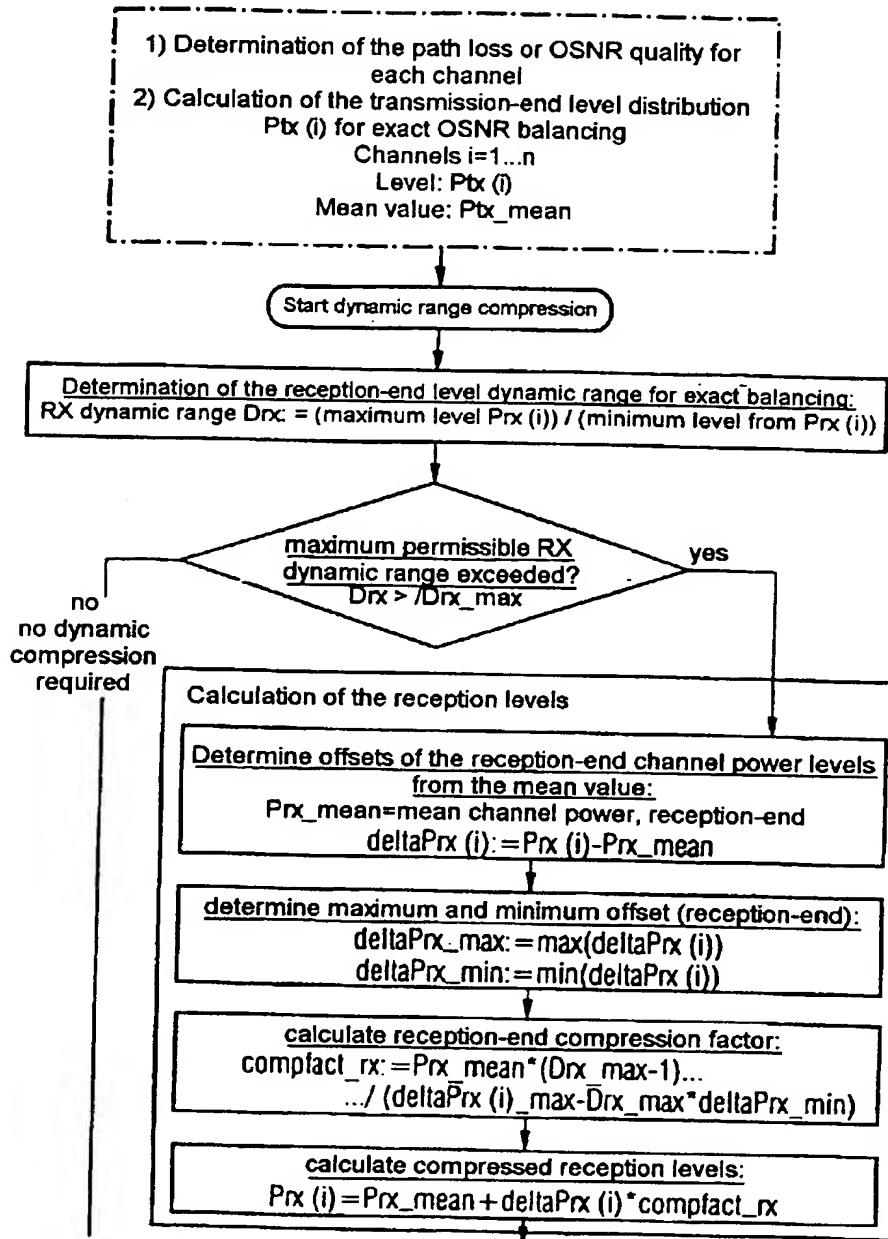 1) Determination of the path loss or OSNR quality for
each channel
2) Calculation of the transmission-end level distribution
Ptx (i) for exact OSNR balancing
Channels i=1...n
Level: Ptx (i)
Mean value: Ptx_mean
Start dynamic range compression
Determination of the reception-end level dynamic range for exact balancing:
RX dynamic range Drx: = (maximum level Prx (i)) / (minimum level from Prx (i))
maximum permissible RX
dynamic range exceeded?
Drx > /Drx_max
yes
no
no dynamic
compression
required
Calculation of the reception levels
Determine offsets of the reception-end channel power levels
from the mean value:
Prx_mean=mean channel power, reception-end
deltaPrx (i):=Prx (i)-Prx_mean
determine maximum and minimum offset (reception-end):
deltaPrx_max:=max(deltaPrx (i))
deltaPrx_min:=min(deltaPrx (i))
calculate reception-end compression factor:
compfact_rx:=Prx_mean*(Drx_max-1)...
.../ (deltaPrx (i)_max-Drx_max*deltaPrx_min)
calculate compressed reception levels:
Prx (i)=Prx_mean+deltaPrx (i)*compfact_rx